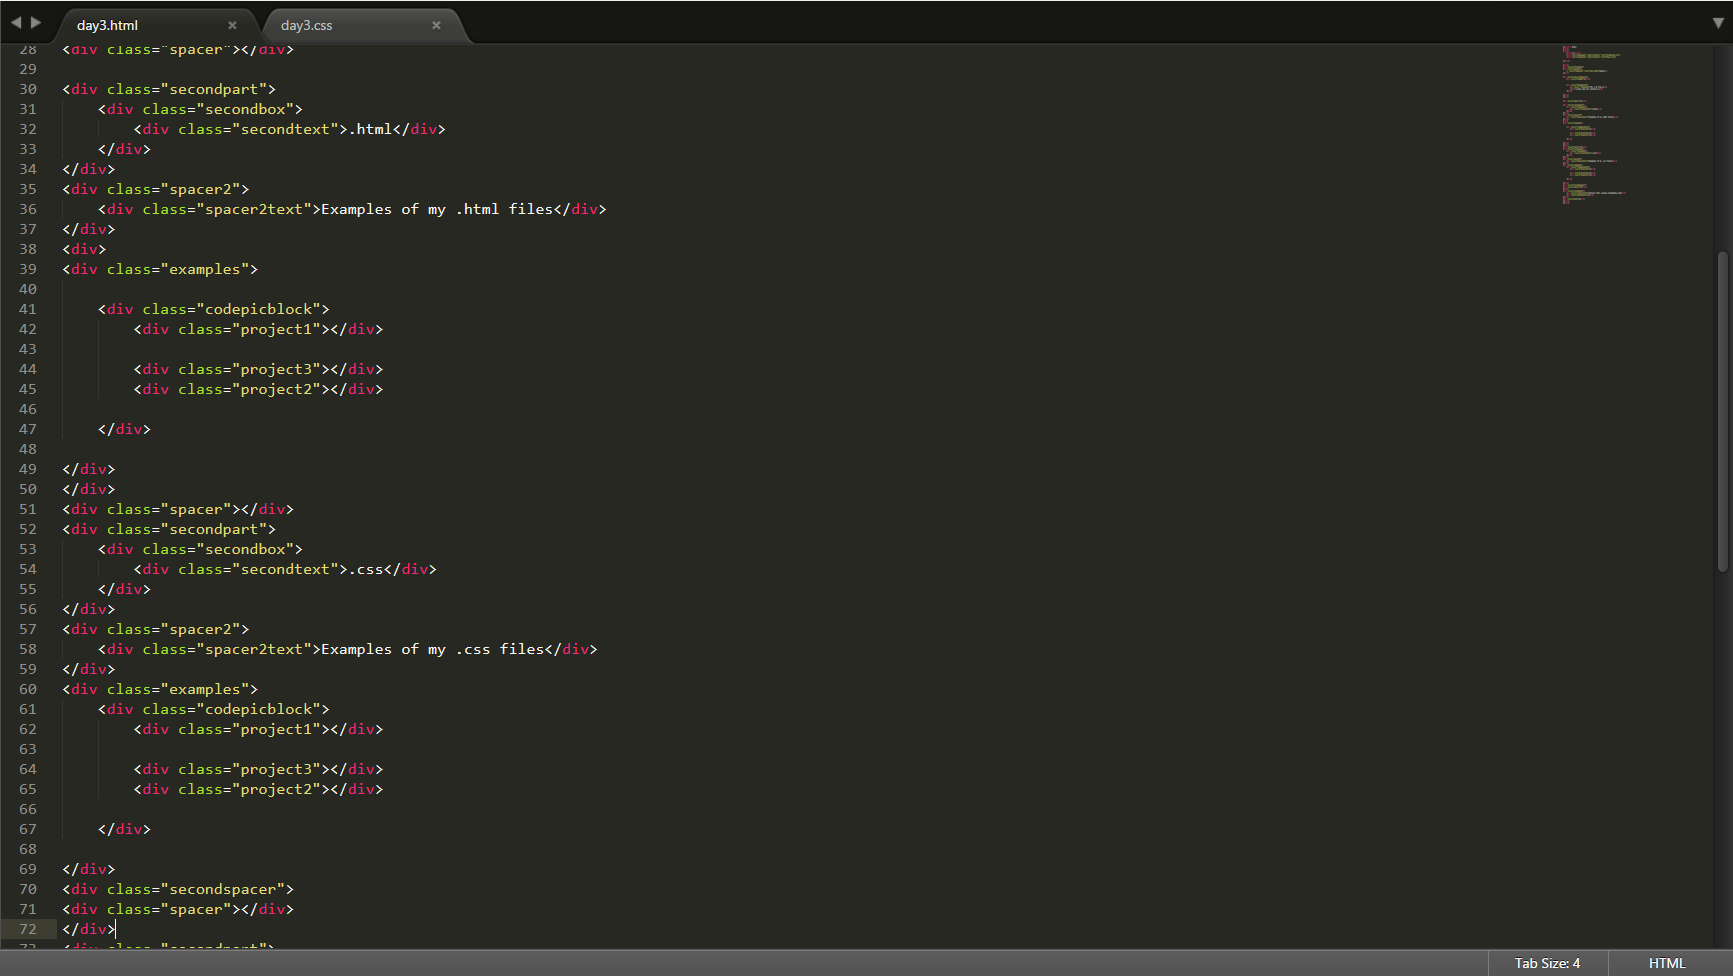 day3.html × day3.css ×
28 <div class="spacer"></div>
29
30 <div class="secondpart">
31     <div class="secondbox">
32         <div class="secondtext">.html</div>
33     </div>
34 </div>
35 <div class="spacer2">
36     <div class="spacer2text">Examples of my .html files</div>
37 </div>
38 <div>
39 <div class="examples">
40
41     <div class="codepicblock">
42         <div class="project1"></div>
43
44         <div class="project3"></div>
45         <div class="project2"></div>
46
47     </div>
48
49 </div>
50 </div>
51 <div class="spacer"></div>
52 <div class="secondpart">
53     <div class="secondbox">
54         <div class="secondtext">.css</div>
55     </div>
56 </div>
57 <div class="spacer2">
58     <div class="spacer2text">Examples of my .css files</div>
59 </div>
60 <div class="examples">
61     <div class="codepicblock">
62         <div class="project1"></div>
63
64         <div class="project3"></div>
65         <div class="project2"></div>
66
67     </div>
68
69 </div>
70 <div class="secondspacer">
71 <div class="spacer"></div>
72 </div>
73 <div class="secondpart">
Tab Size: 4 HTML